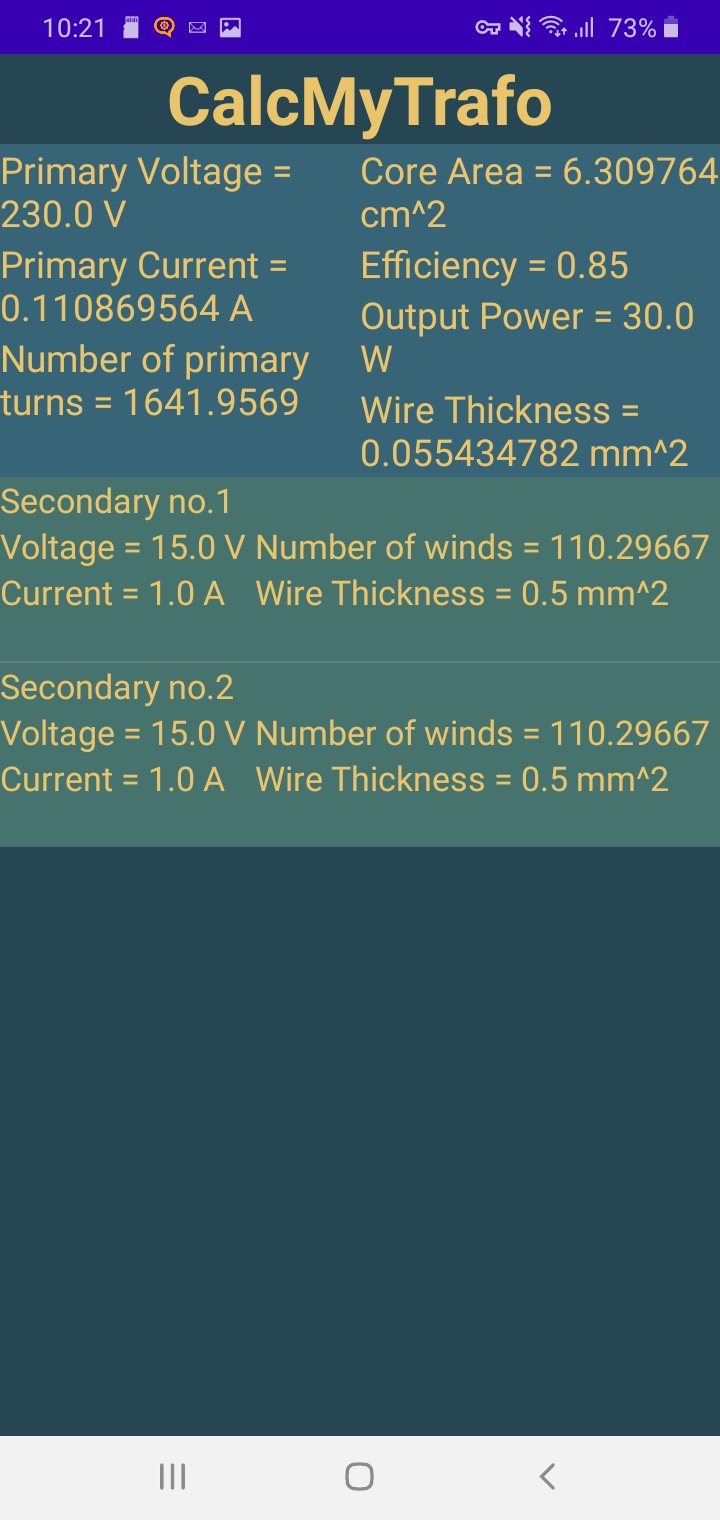 10:21
73%
CalcMyTrafo
Primary Voltage =
230.0 V
Primary Current =
0.110869564 A
Number of primary
turns = 1641.9569
Core Area = 6.309764
cm^2
Efficiency = 0.85
Output Power = 30.0
W
Wire Thickness =
0.055434782 mm^2
Secondary no.1
Voltage = 15.0 V Number of winds = 110.29667
Current = 1.0 A Wire Thickness = 0.5 mm^2
Secondary no.2
Voltage = 15.0 V Number of winds = 110.29667
Current = 1.0 A Wire Thickness = 0.5 mm^2